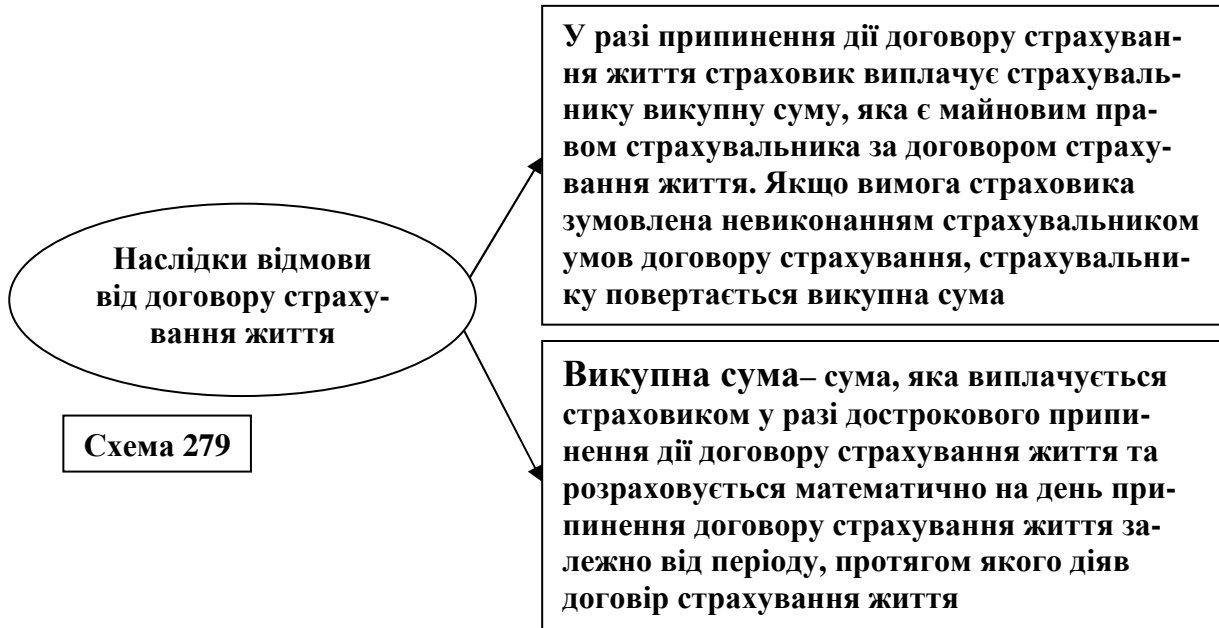 У разі припинення дії договору страхуван-
ня життя страховик виплачує страхуваль-
нику викупну суму, яка є майновим пра-
вом страхувальника за договором страху-
вання життя. Якщо вимога страховика
зумовлена невиконанням страхувальником
умов договору страхування, страхувальни-
ку повертається викупна сума
Наслідки відмови
від договору страху-
вання життя
Викупна сума– сума, яка виплачується
страховиком у разі дострокового припи-
нення дії договору страхування життя та
розраховується математично на день при-
пинення договору страхування життя за-
лежно від періоду, протягом якого діяв
договір страхування життя
Схема 279